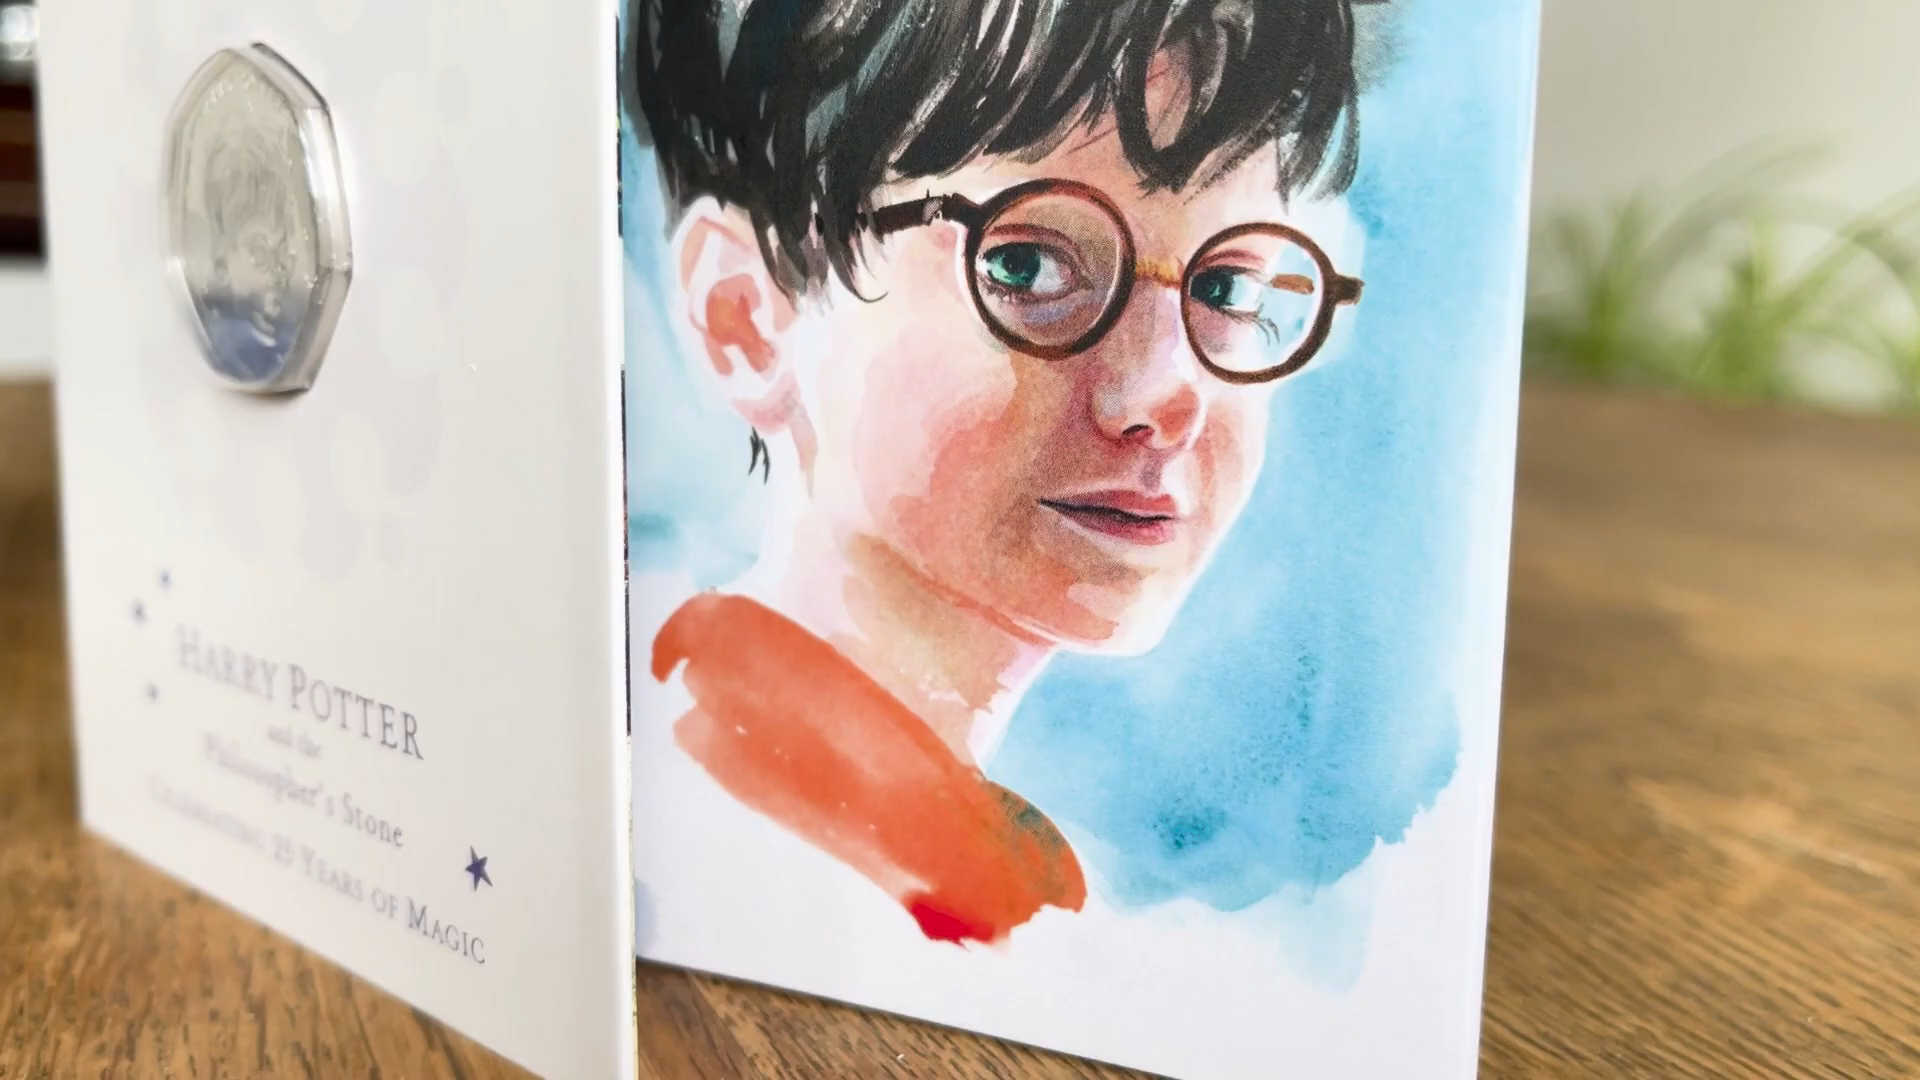 HARRY POTTER
and the
Philosopher's Stone
CELEBRATING 25 YEARS OF MAGIC